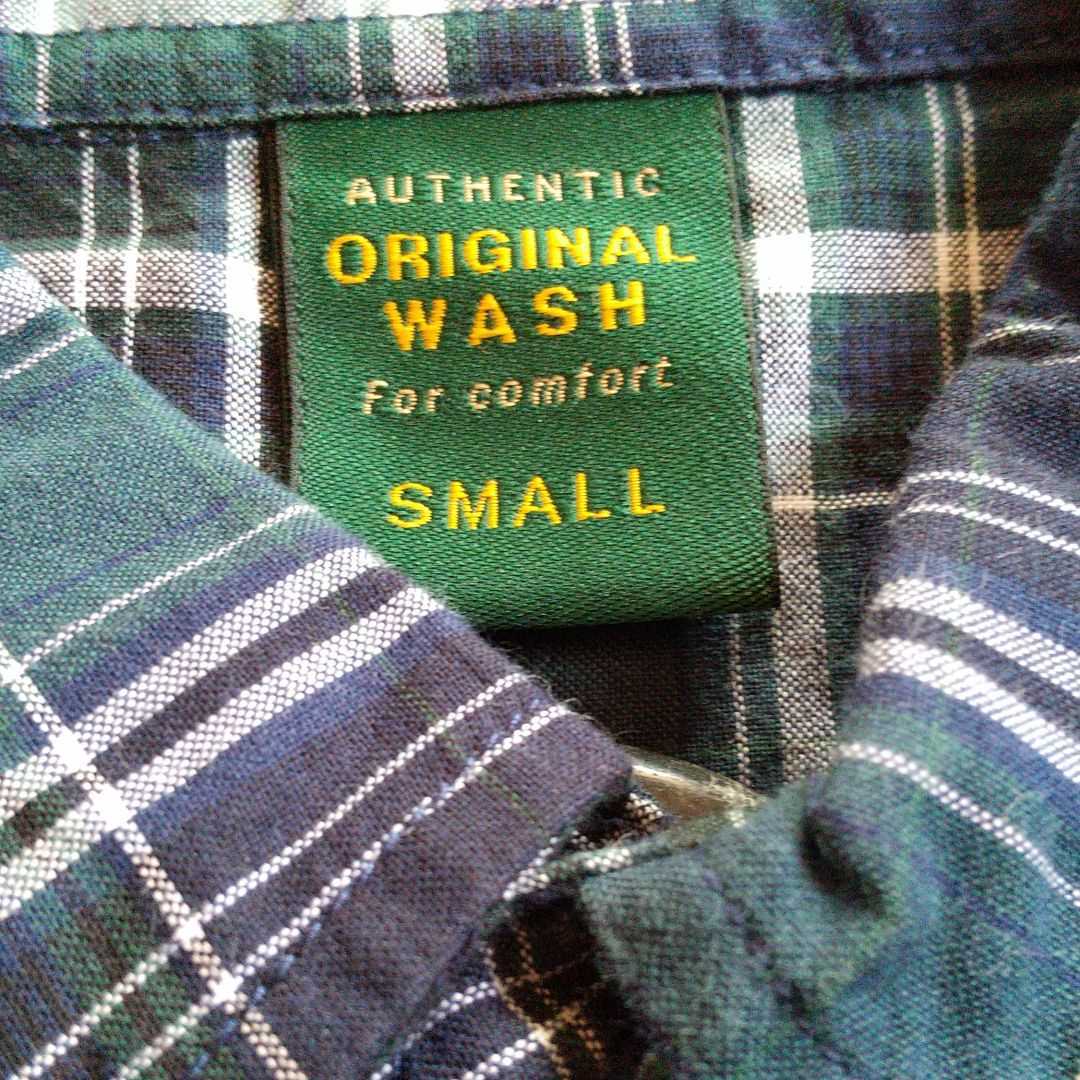 AUTHENTIC
ORIGINAL
WASH
For comfort
SMALL